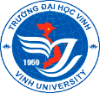 TRƯỜNG ĐẠI HỌC VINH
1959
VINH UNIVERSITY